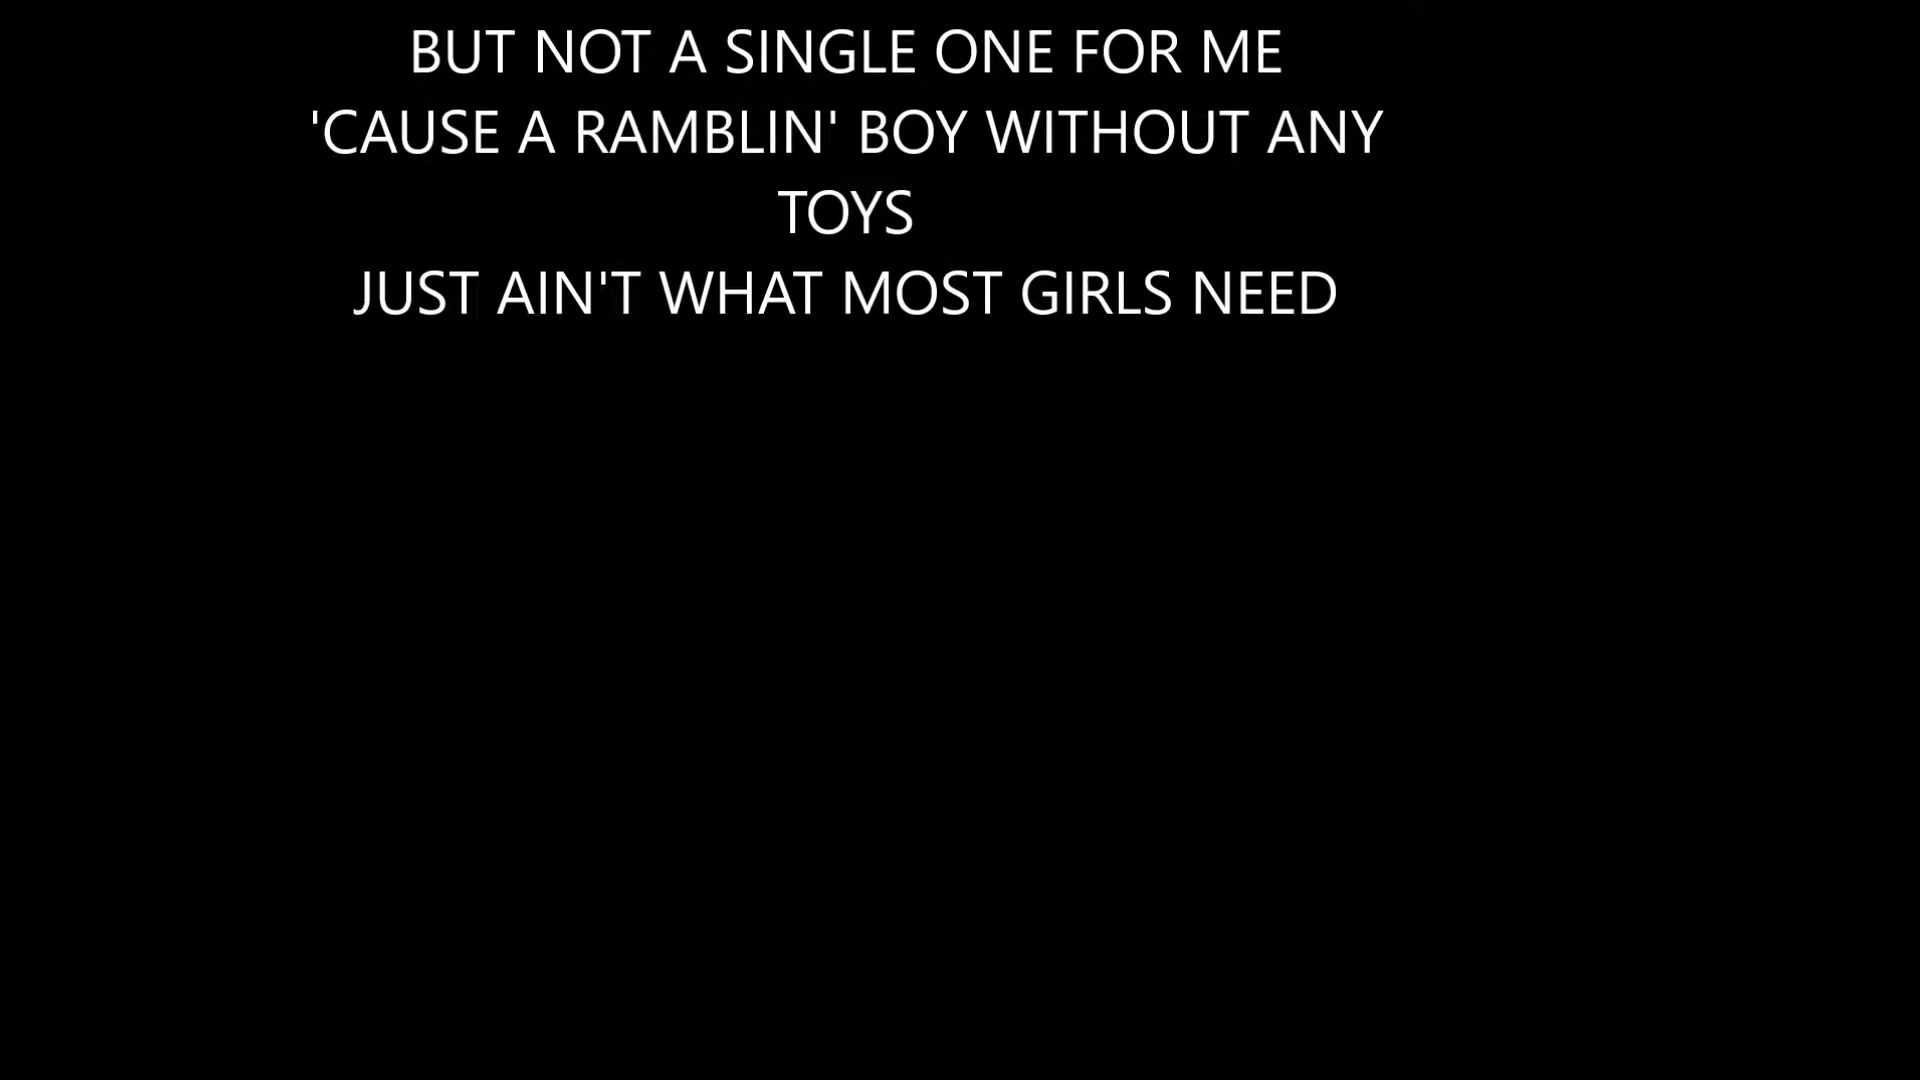 BUT NOT A SINGLE ONE FOR ME
'CAUSE A RAMBLIN' BOY WITHOUT ANY
TOYS
JUST AIN'T WHAT MOST GIRLS NEED